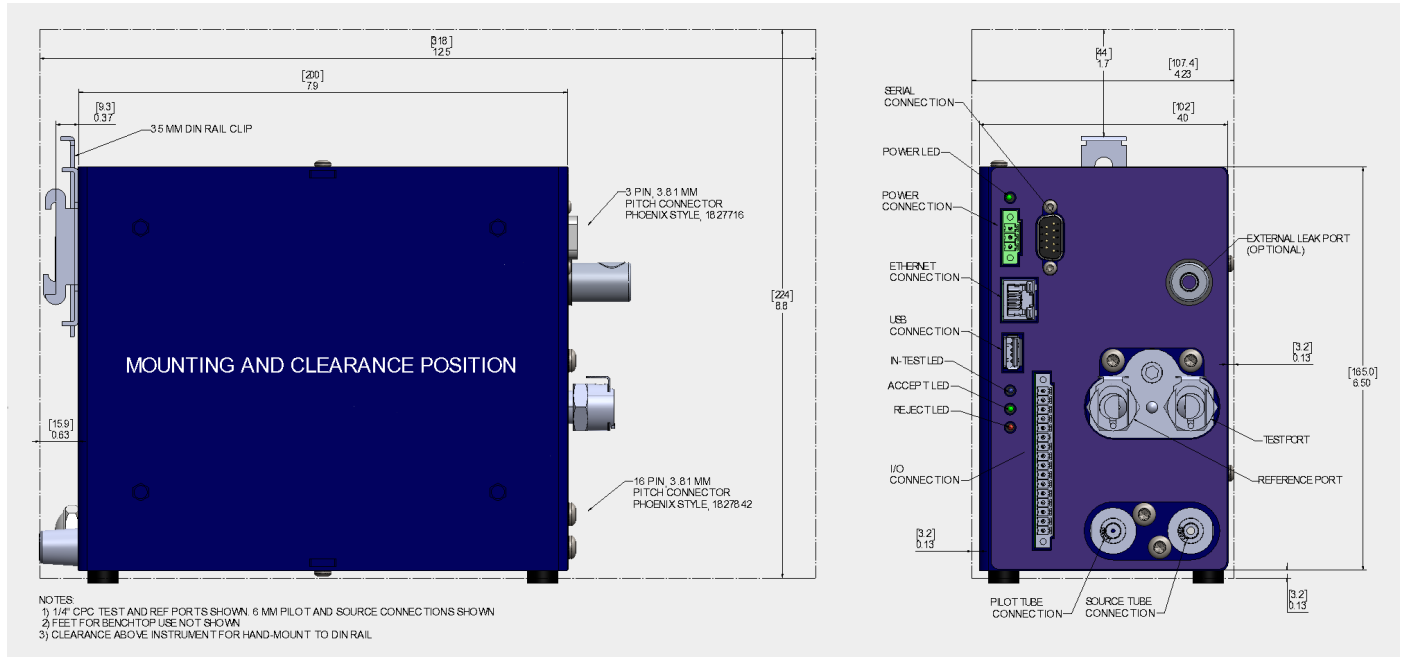 [318]
12.5
[200]
7.9
[9.3]
0.37
35 MM DIN RAIL CLIP
3 PIN, 3.81 MM
PITCH CONNECTOR
PHOENIX STYLE, 1827716
[224]
8.8
MOUNTING AND CLEARANCE POSITION
[15.9]
0.63
16 PIN, 3.81 MM
PITCH CONNECTOR
PHOENIX STYLE, 1827842
NOTES:
1) 1/4" CPC TEST AND REF PORTS SHOWN. 6 MM PILOT AND SOURCE CONNECTIONS SHOWN
2) FEET FOR BENCHTOP USE NOT SHOWN
3) CLEARANCE ABOVE INSTRUMENT FOR HAND-MOUNT TO DIN RAIL
[44]
1.7
[107.4]
4.23
[102]
4.0
SERIAL
CONNECTION
POWER LED
POWER
CONNECTION
EXTERNAL LEAK PORT
(OPTIONAL)
ETHERNET
CONNECTION
USB
CONNECTION
IN-TEST LED
ACCEPT LED
REJECT LED
[3.2]
0.13
[165.0]
6.50
TEST PORT
I/O
CONNECTION
REFERENCE PORT
[3.2]
0.13
PILOT TUBE
CONNECTION
SOURCE TUBE
CONNECTION
[3.2]
0.13